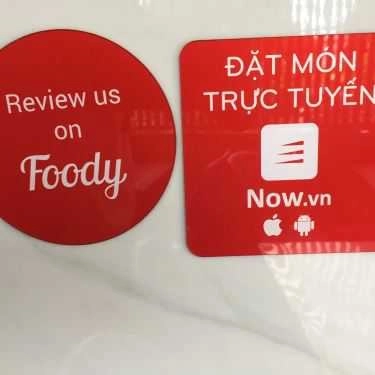 Review us
on
Foody
ĐẶT MÓN
TRỰC TUYẾN
Now.vn